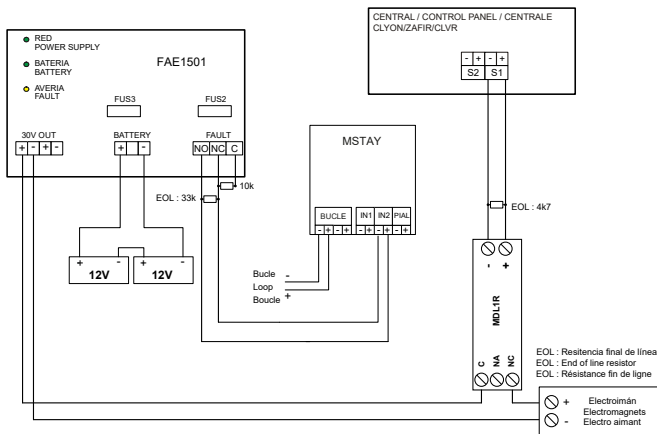 RED
POWER SUPPLY
BATERIA
BATTERY
AVERIA
FAULT
FAE1501
FUS3
FUS2
30V OUT
+ - + -
BATTERY
+ -
FAULT
NO NC C
10k
EOL : 33k
+ -
12V
+ -
12V
MSTAY
BUCLE
- + - +
IN1 IN2 PIAL
- + - + - +
Bucle -
Loop
Boucle +
CENTRAL / CONTROL PANEL / CENTRALE
CLYON/ZAFIR/CLVR
- + - +
S2 S1
EOL : 4k7
- +
MDL1R
C NA NC
EOL : Resitencia final de línea
EOL : End of line resistor
EOL : Résistance fin de ligne
+ Electroimán
Electromagnets
- Electro aimant